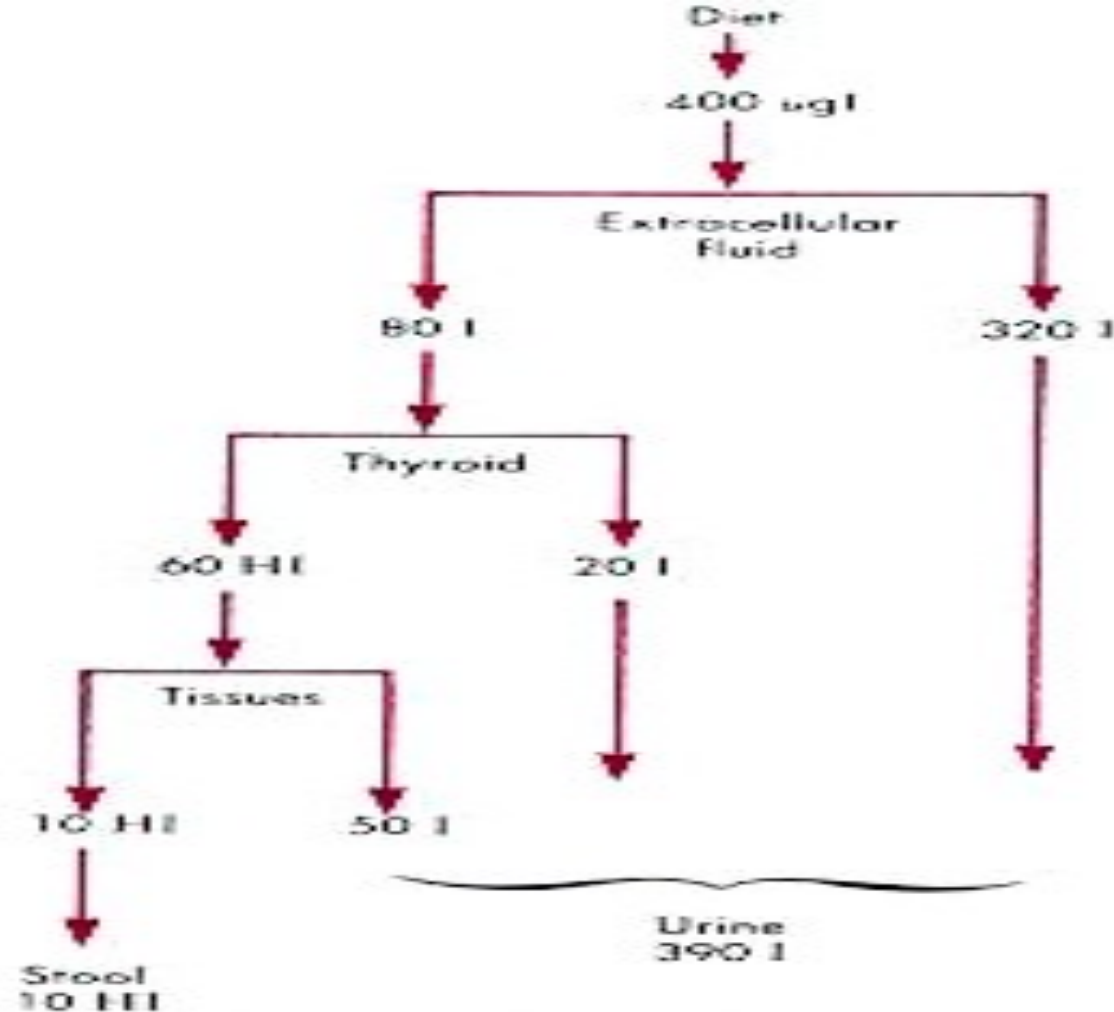 Diet
400 ugI
Extracellular
fluid
80 I
320 I
Thyroid
60 HI
20 I
Tissues
10 HI
50 I
Urine
390 I
Stool
10 HI